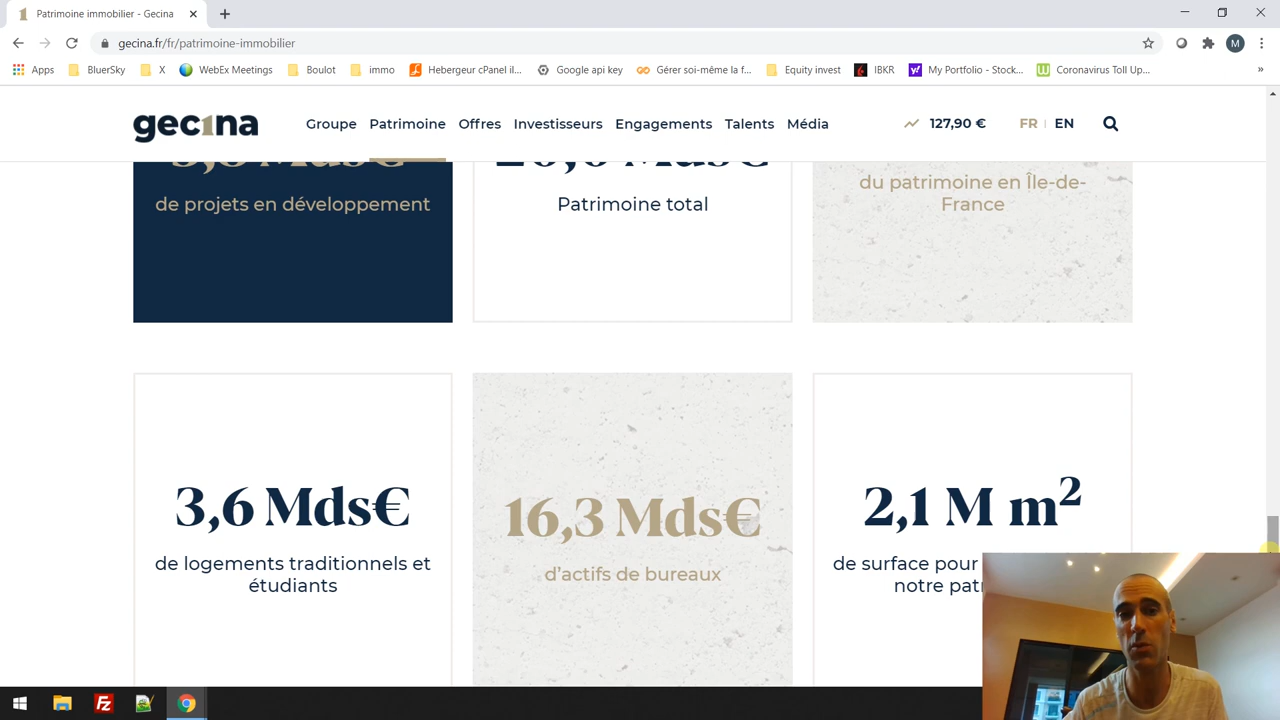 Patrimoine immobilier - Gecina
gecina.fr/fr/patrimoine-immobilier
M
Apps
BluerSky
X
WebEx Meetings
Boulot
immo
Hebergeur cPanel il...
Google api key
Gérer soi-même la f...
Equity invest
IBKR
My Portfolio - Stock...
Coronavirus Toll Up...
»
gec1na
Groupe
Patrimoine
Offres
Investisseurs
Engagements
Talents
Média
127,90 €
FR
EN
de projets en développement
Patrimoine total
du patrimoine en Île-de-
France
3,6 Mds€
de logements traditionnels et
étudiants
16,3 Mds€
d'actifs de bureaux
2,1 M m²
de surface pour
notre